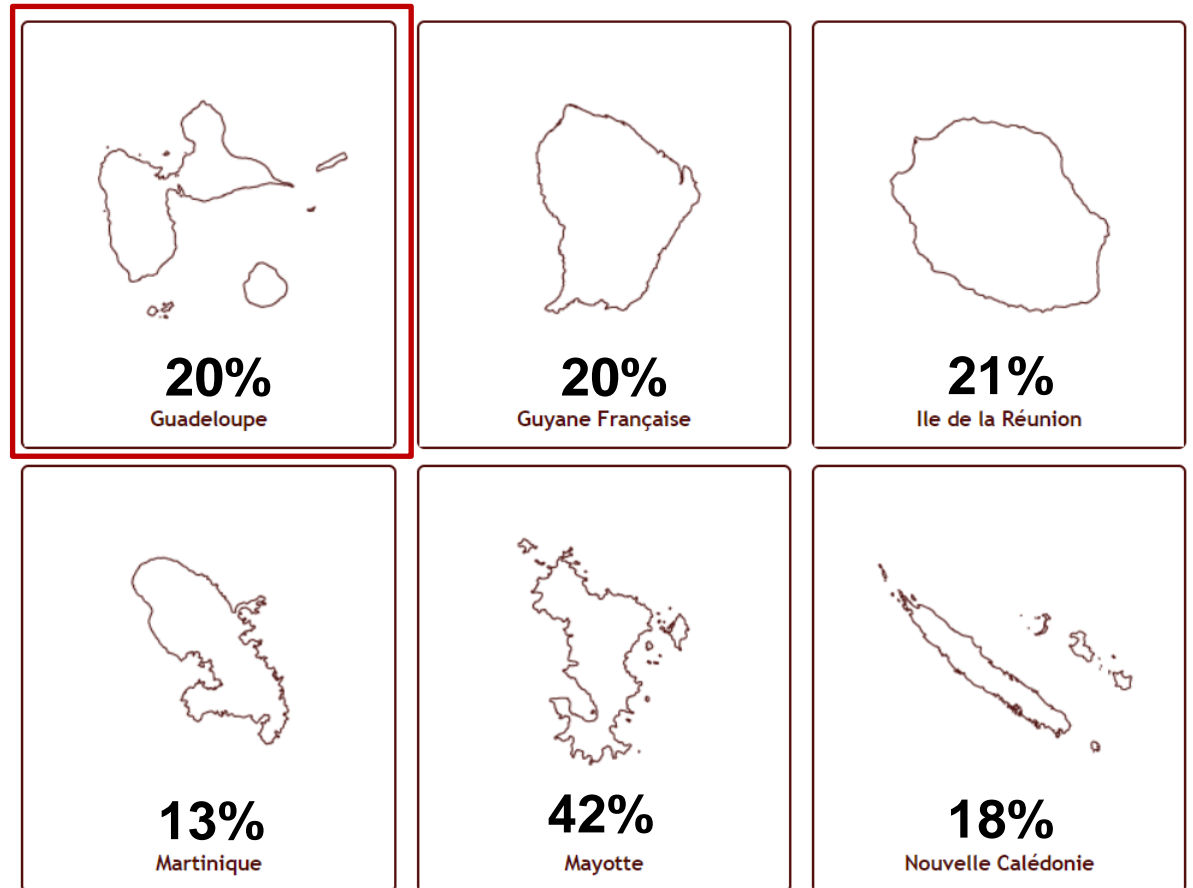 20%
Guadeloupe
20%
Guyane Française
21%
Ile de la Réunion
13%
Martinique
42%
Mayotte
18%
Nouvelle Calédonie